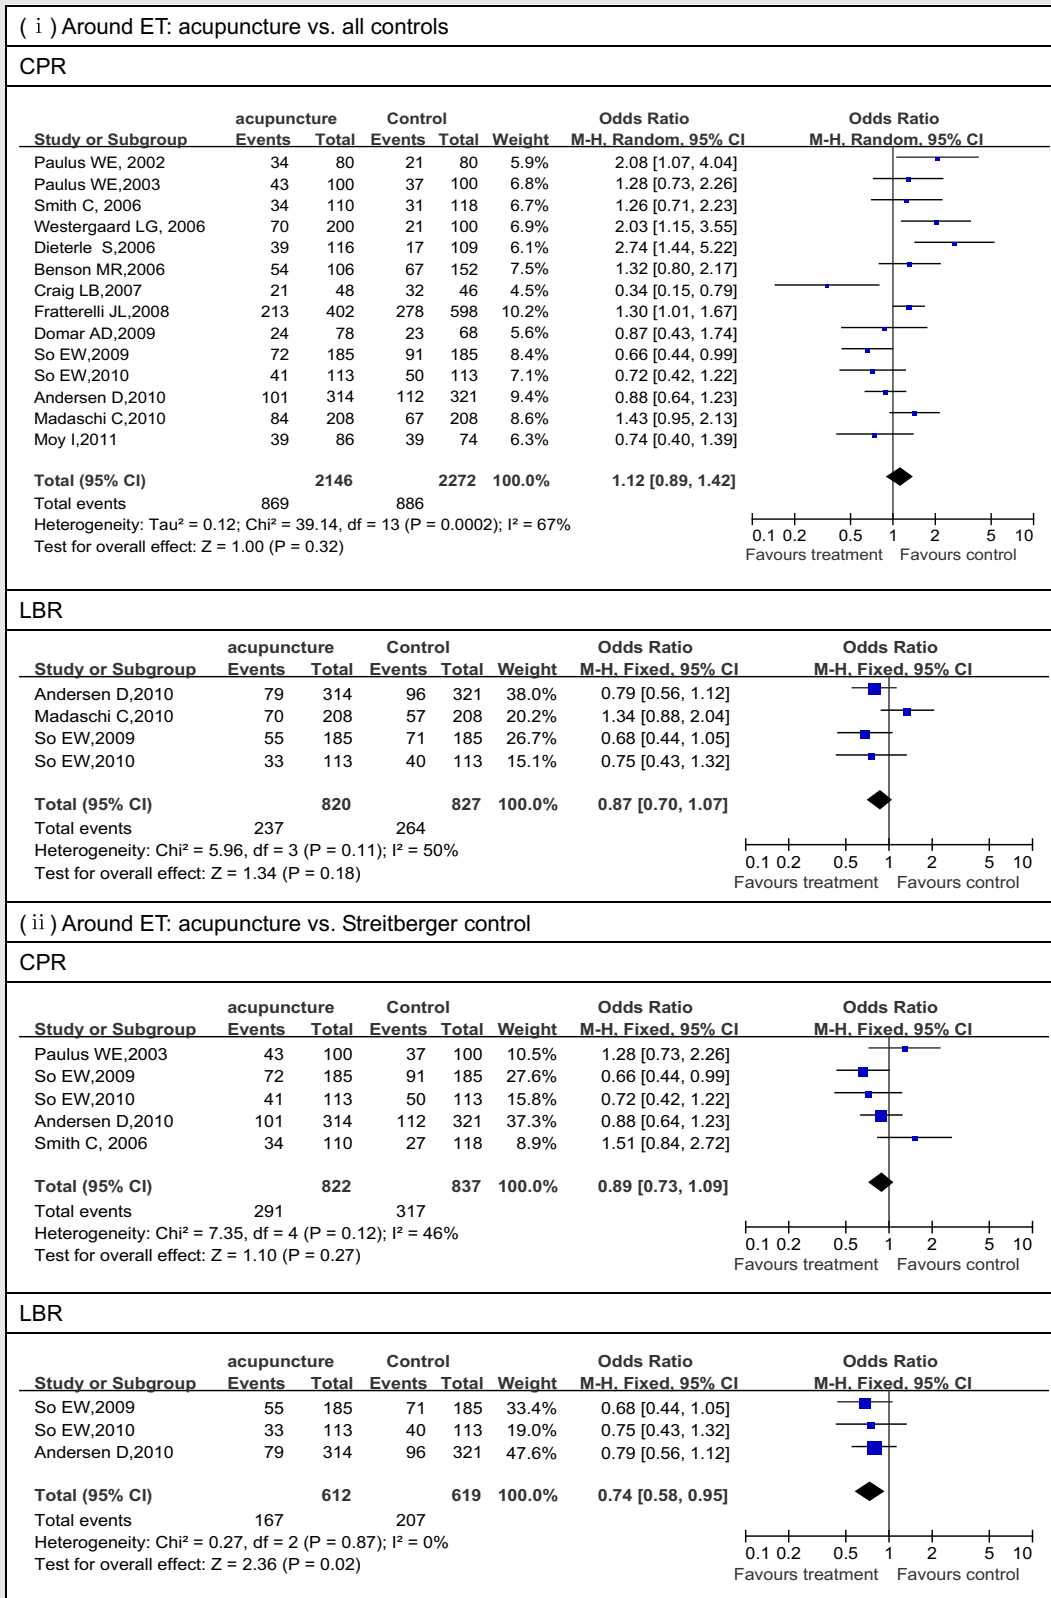 ( ⅰ ) Around ET: acupuncture vs. all controls
CPR
acupuncture Control Odds Ratio Odds Ratio
Study or Subgroup Events Total Events Total Weight M-H, Random, 95% CI M-H, Random, 95% CI
Paulus WE, 2002 34 80 21 80 5.9% 2.08 [1.07, 4.04]
Paulus WE,2003 43 100 37 100 6.8% 1.28 [0.73, 2.26]
Smith C, 2006 34 110 31 118 6.7% 1.26 [0.71, 2.23]
Westergaard LG, 2006 70 200 21 100 6.9% 2.03 [1.15, 3.55]
Dieterle S,2006 39 116 17 109 6.1% 2.74 [1.44, 5.22]
Benson MR,2006 54 106 67 152 7.5% 1.32 [0.80, 2.17]
Craig LB,2007 21 48 32 46 4.5% 0.34 [0.15, 0.79]
Fratterelli JL,2008 213 402 278 598 10.2% 1.30 [1.01, 1.67]
Domar AD,2009 24 78 23 68 5.6% 0.87 [0.43, 1.74]
So EW,2009 72 185 91 185 8.4% 0.66 [0.44, 0.99]
So EW,2010 41 113 50 113 7.1% 0.72 [0.42, 1.22]
Andersen D,2010 101 314 112 321 9.4% 0.88 [0.64, 1.23]
Madaschi C,2010 84 208 67 208 8.6% 1.43 [0.95, 2.13]
Moy I,2011 39 86 39 74 6.3% 0.74 [0.40, 1.39]
Total (95% CI) 2146 2272 100.0% 1.12 [0.89, 1.42]
Total events 869 886
Heterogeneity: Tau² = 0.12; Chi² = 39.14, df = 13 (P = 0.0002); I² = 67%
Test for overall effect: Z = 1.00 (P = 0.32)
0.1 0.2 0.5 1 2 5 10
Favours treatment Favours control
LBR
acupuncture Control Odds Ratio Odds Ratio
Study or Subgroup Events Total Events Total Weight M-H, Fixed, 95% CI M-H, Fixed, 95% CI
Andersen D,2010 79 314 96 321 38.0% 0.79 [0.56, 1.12]
Madaschi C,2010 70 208 57 208 20.2% 1.34 [0.88, 2.04]
So EW,2009 55 185 71 185 26.7% 0.68 [0.44, 1.05]
So EW,2010 33 113 40 113 15.1% 0.75 [0.43, 1.32]
Total (95% CI) 820 827 100.0% 0.87 [0.70, 1.07]
Total events 237 264
Heterogeneity: Chi² = 5.96, df = 3 (P = 0.11); I² = 50%
Test for overall effect: Z = 1.34 (P = 0.18)
0.1 0.2 0.5 1 2 5 10
Favours treatment Favours control
( ⅱ ) Around ET: acupuncture vs. Streitberger control
CPR
acupuncture Control Odds Ratio Odds Ratio
Study or Subgroup Events Total Events Total Weight M-H, Fixed, 95% CI M-H, Fixed, 95% CI
Paulus WE,2003 43 100 37 100 10.5% 1.28 [0.73, 2.26]
So EW,2009 72 185 91 185 27.6% 0.66 [0.44, 0.99]
So EW,2010 41 113 50 113 15.8% 0.72 [0.42, 1.22]
Andersen D,2010 101 314 112 321 37.3% 0.88 [0.64, 1.23]
Smith C, 2006 34 110 27 118 8.9% 1.51 [0.84, 2.72]
Total (95% CI) 822 837 100.0% 0.89 [0.73, 1.09]
Total events 291 317
Heterogeneity: Chi² = 7.35, df = 4 (P = 0.12); I² = 46%
Test for overall effect: Z = 1.10 (P = 0.27)
0.1 0.2 0.5 1 2 5 10
Favours treatment Favours control
LBR
acupuncture Control Odds Ratio Odds Ratio
Study or Subgroup Events Total Events Total Weight M-H, Fixed, 95% CI M-H, Fixed, 95% CI
So EW,2009 55 185 71 185 33.4% 0.68 [0.44, 1.05]
So EW,2010 33 113 40 113 19.0% 0.75 [0.43, 1.32]
Andersen D,2010 79 314 96 321 47.6% 0.79 [0.56, 1.12]
Total (95% CI) 612 619 100.0% 0.74 [0.58, 0.95]
Total events 167 207
Heterogeneity: Chi² = 0.27, df = 2 (P = 0.87); I² = 0%
Test for overall effect: Z = 2.36 (P = 0.02)
0.1 0.2 0.5 1 2 5 10
Favours treatment Favours control